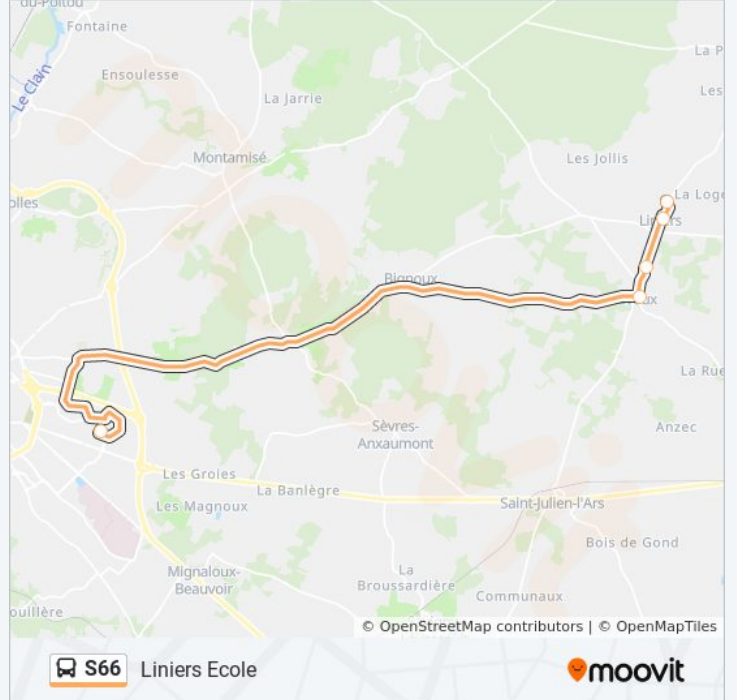 du-Poitou
Fontaine
La P
Ensoulesse
Le Clain
La Jarrie
Les
Montamisé
Les Jollis
olles
La Loge
Liniers
Bignoux
ux
La Rue
Sèvres-
Anxaumont
Anzec
Les Groies
La Banlègre
Les Magnoux
Saint-Julien-l'Ars
Bois de Gond
Mignaloux-
Beauvoir
La
Broussardière
Communaux
ouillère
© OpenStreetMap contributors | © OpenMapTiles
S66 Liniers Ecole
moovit